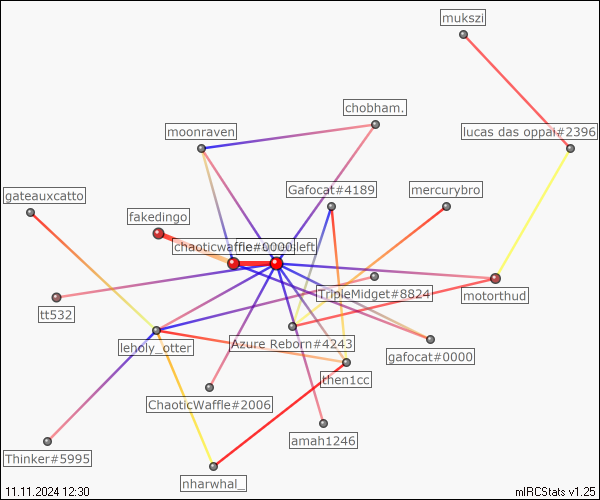 mukszi
chobham.
moonraven
lucas das oppai#2396
Gafocat#4189
mercurybro
gateauxcatto
fakedingo
chaoticwaffle#0000
left
TripleMidget#8824
motorthud
tt532
leholy_otter
Azure Reborn#4243
gafocat#0000
then1cc
ChaoticWaffle#2006
amah1246
Thinker#5995
nharwhal_
11.11.2024 12:30
mIRCStats v1.25